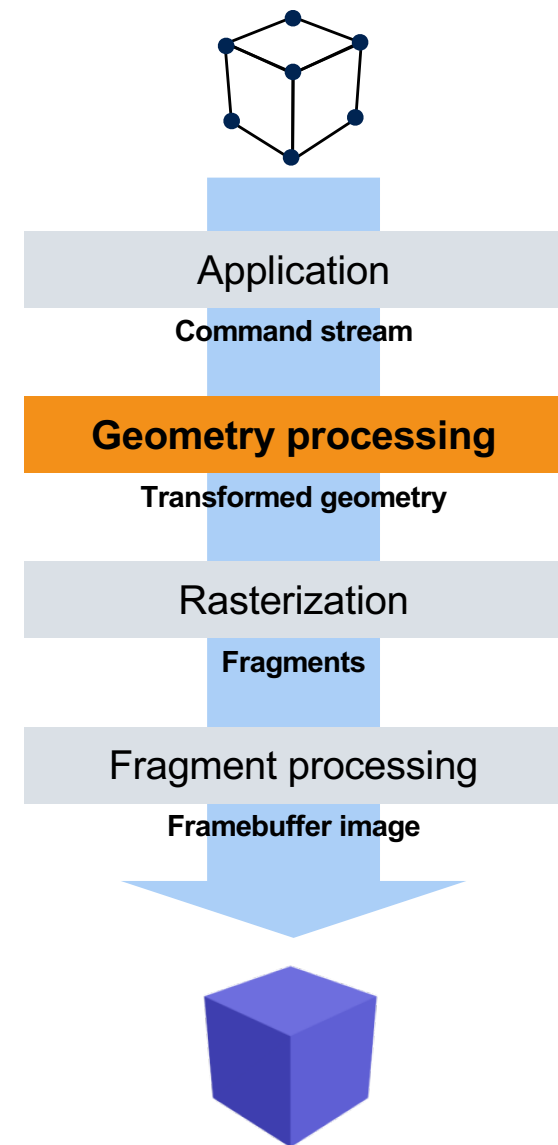 Application
Command stream
Geometry processing
Transformed geometry
Rasterization
Fragments
Fragment processing
Framebuffer image